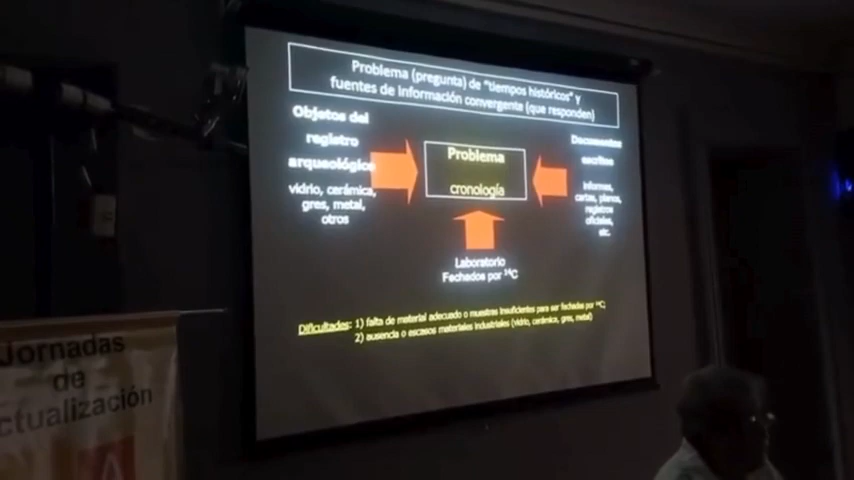 Problema (pregunta) de "tiempos históricos" y
fuentes de información convergente (que responden)
Objetos del
registro
arqueológico
vidrio, cerámica,
gres, metal,
otros
Problema
cronología
Documentos
escritos
Informes,
cartas, planos,
registros
oficiales,
etc.
Laboratorio
Fechados por ¹⁴C
Dificultades: 1) falta de material adecuado o muestras insuficientes para ser fechados por ¹⁴C;
2) ausencia o escasos materiales industriales (vidrio, cerámica, gres, metal)
Jornadas
de
ctualización